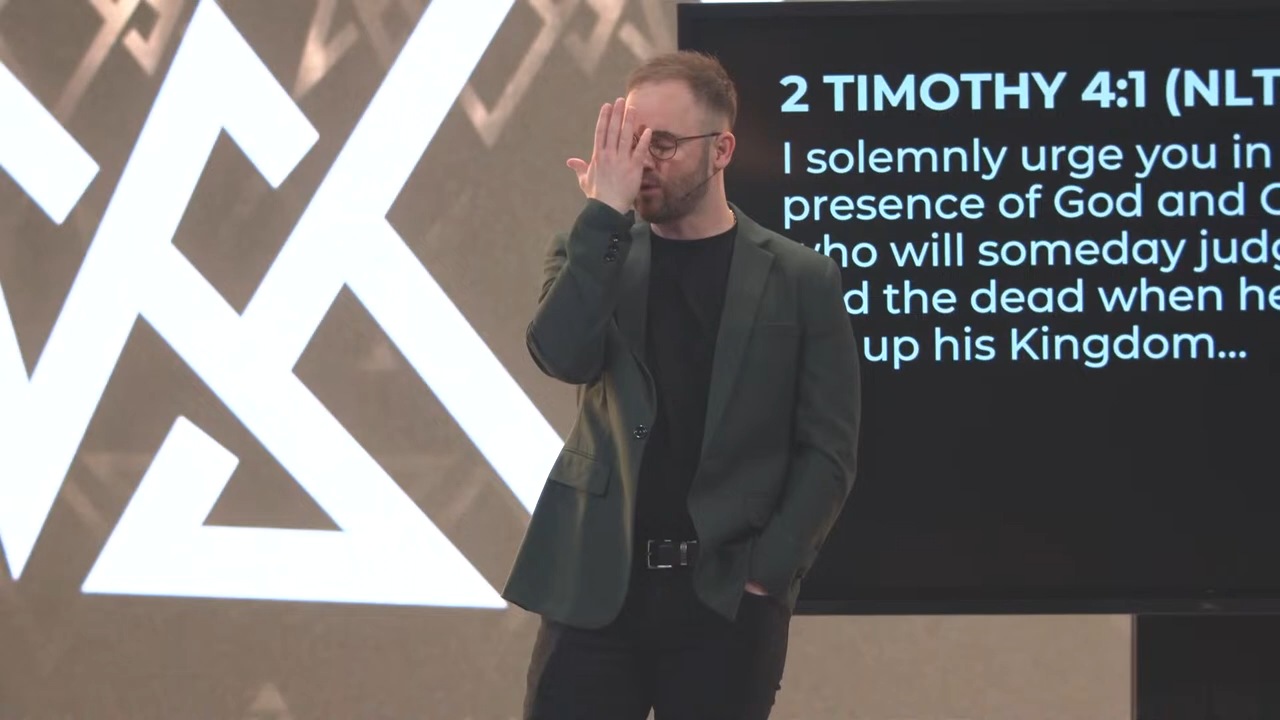 2 TIMOTHY 4:1 (NLT
I solemnly urge you in
presence of God and
who will someday
the dead when he
up his Kingdom...